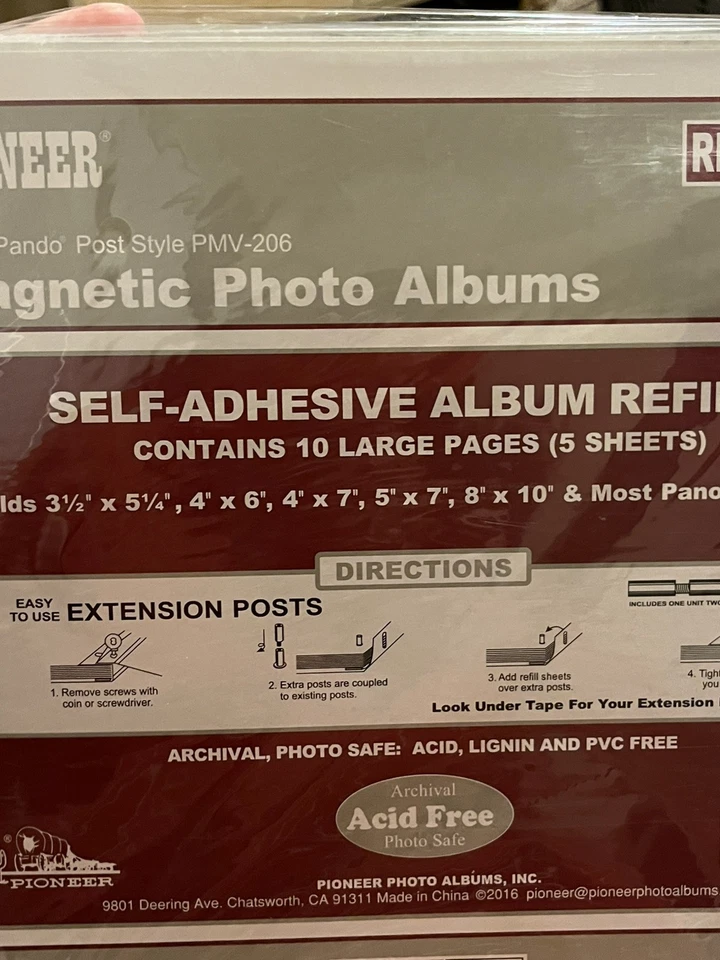 NEER®
Pando® Post Style PMV-206
agnetic Photo Albums
SELF-ADHESIVE ALBUM REFI
CONTAINS 10 LARGE PAGES (5 SHEETS)
lds 3½" x 5¼", 4" x 6", 4" x 7", 5" x 7", 8" x 10" & Most Pano
DIRECTIONS
EASY
TO USE EXTENSION POSTS
INCLUDES ONE UNIT TWO
1. Remove screws with
coin or screwdriver.
2. Extra posts are coupled
to existing posts.
3. Add refill sheets
over extra posts.
4. Tight
you
Look Under Tape For Your Extension
ARCHIVAL, PHOTO SAFE: ACID, LIGNIN AND PVC FREE
Archival
Acid Free
Photo Safe
®
PIONEER
PIONEER PHOTO ALBUMS, INC.
9801 Deering Ave. Chatsworth, CA 91311 Made in China ©2016 pioneer@pioneerphotoalbums